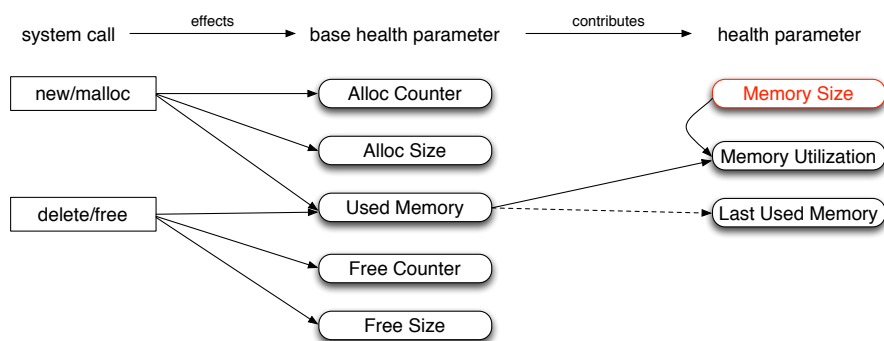 effects
contributes
system call
base health parameter
health parameter
new/malloc
Alloc Counter
Memory Size
Alloc Size
Memory Utilization
delete/free
Used Memory
Last Used Memory
Free Counter
Free Size